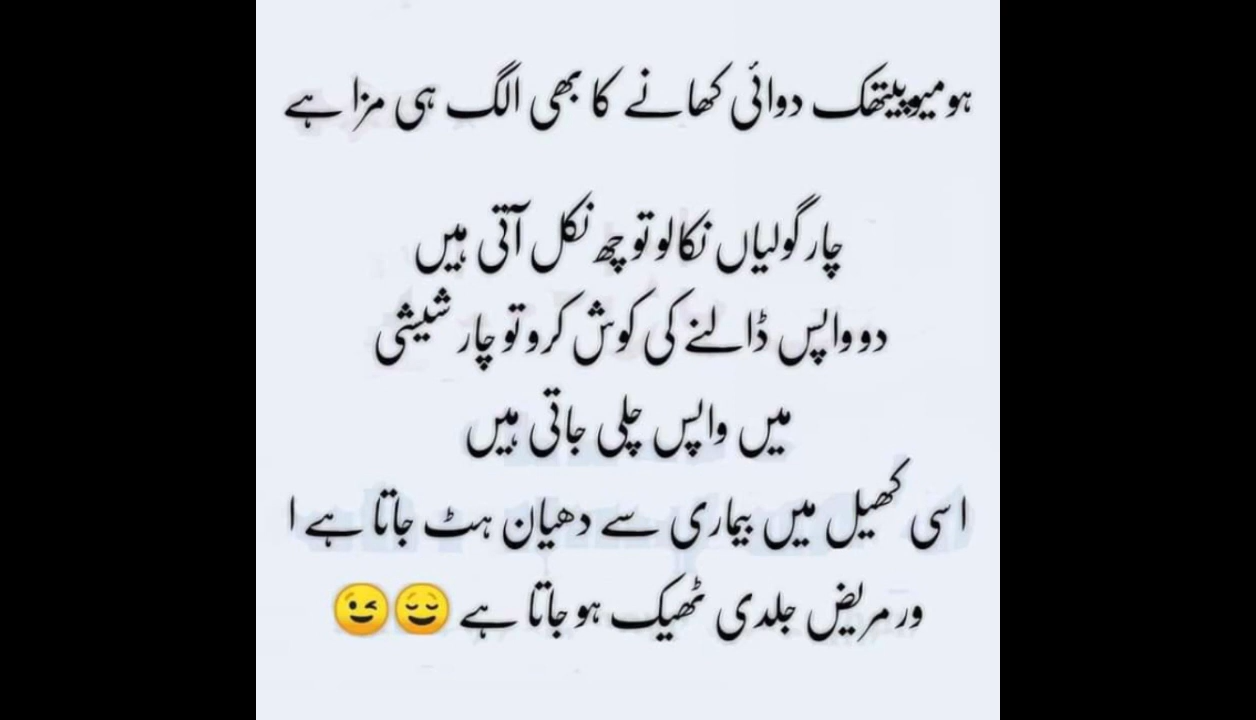 ہومیوپیتھک دوائی کھانے کا بھی الگ ہی مزا ہے
چار گولیاں نکالو تو چھ نکل آتی ہیں
دو واپس ڈالنے کی کوش کرو تو چار شیشی
میں واپس چلی جاتی ہیں
اسی کھیل میں بیماری سے دھیان ہٹ جاتا ہے ا
ور مریض جلدی ٹھیک ہو جاتا ہے 😌😉